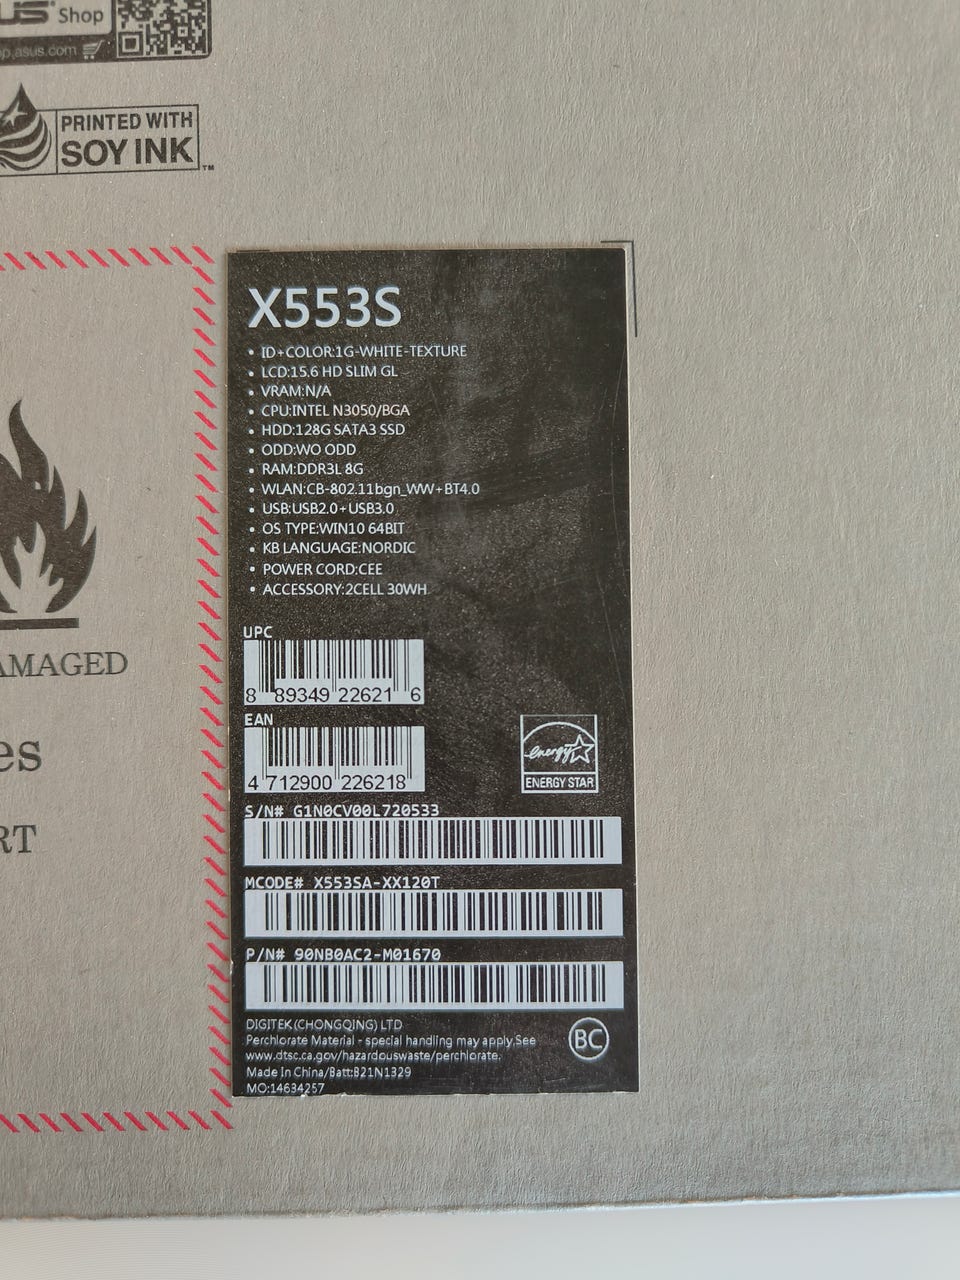 US® Shop
p.asus.com
PRINTED WITH
SOY INK™
AMAGED
es
RT
X553S
• ID+COLOR:1G-WHITE-TEXTURE
• LCD:15.6 HD SLIM GL
• VRAM:N/A
• CPU:INTEL N3050/BGA
• HDD:128G SATA3 SSD
• ODD:WO ODD
• RAM:DDR3L 8G
• WLAN:CB-802.11bgn_WW+BT4.0
• USB:USB2.0+USB3.0
• OS TYPE:WIN10 64BIT
• KB LANGUAGE:NORDIC
• POWER CORD:CEE
• ACCESSORY:2CELL 30WH
UPC
8 89349 22621 6
EAN
4 712900 226218
energy
ENERGY STAR
S/N# G1N0CV00L720533
MCODE# X553SA-XX120T
P/N# 90NB0AC2-M01670
DIGITEK(CHONGQING) LTD
Perchlorate Material - special handling may apply.See
www.dtsc.ca.gov/hazardouswaste/perchlorate.
Made In China/Batt:B21N1329
MO:14634257
BC